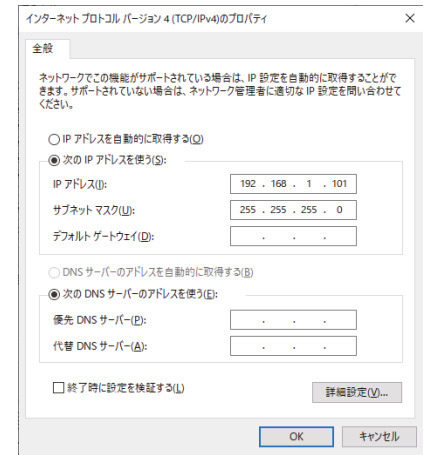 インターネット プロトコル バージョン 4 (TCP/IPv4)のプロパティ
全般
ネットワークでこの機能がサポートされている場合は、IP 設定を自動的に取得することがで
きます。サポートされていない場合は、ネットワーク管理者に適切な IP 設定を問い合わせて
ください。
IP アドレスを自動的に取得する(O)
次の IP アドレスを使う(S):
IP アドレス(I): 192 . 168 . 1 . 101
サブネット マスク(U): 255 . 255 . 255 . 0
デフォルト ゲートウェイ(D): . . .
DNS サーバーのアドレスを自動的に取得する(B)
次の DNS サーバーのアドレスを使う(E):
優先 DNS サーバー(P): . . .
代替 DNS サーバー(A): . . .
終了時に設定を検証する(L) 詳細設定(V)...
OK キャンセル